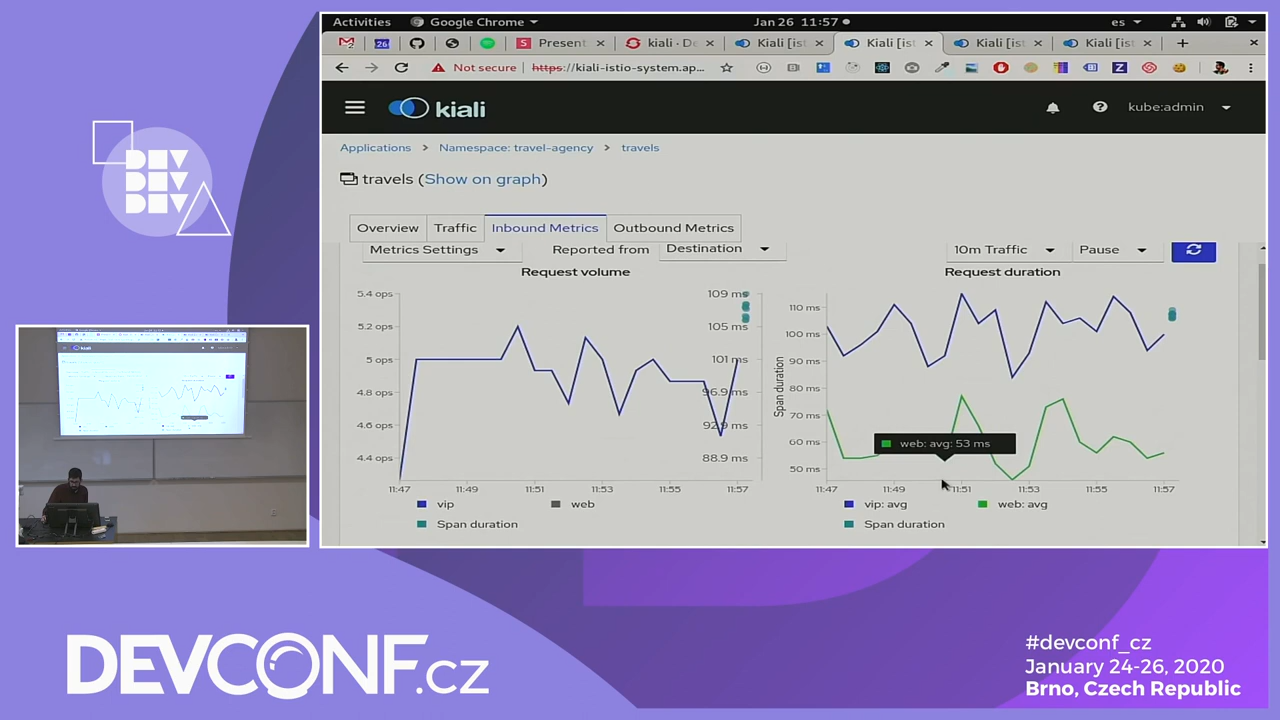 Activities Google Chrome Jan 26 11:57 es
26 S Present Kiali - De Kiali [ist Kiali [ist Kiali [ist Kiali [ist
Not secure https://kiali-istio-system.ap...
kiali kube:admin
Applications > Namespace: travel-agency > travels
travels (Show on graph)
Overview Traffic Inbound Metrics Outbound Metrics
Metrics Settings Reported from Destination 10m Traffic Pause
Request volume
5.4 ops
5.2 ops
5 ops
4.8 ops
4.6 ops
4.4 ops
109 ms
105 ms
101 ms
96.9 ms
92.9 ms
88.9 ms
11:47 11:49 11:51 11:53 11:55 11:57
vip web
Span duration
Request duration
Span duration
110 ms
100 ms
90 ms
80 ms
70 ms
60 ms
50 ms
web: avg: 53 ms
11:47 11:49 11:51 11:53 11:55 11:57
vip: avg web: avg
Span duration
DEV
DEV
DEV
kiali
DEVCONF.cz
#devconf_cz
January 24-26, 2020
Brno, Czech Republic